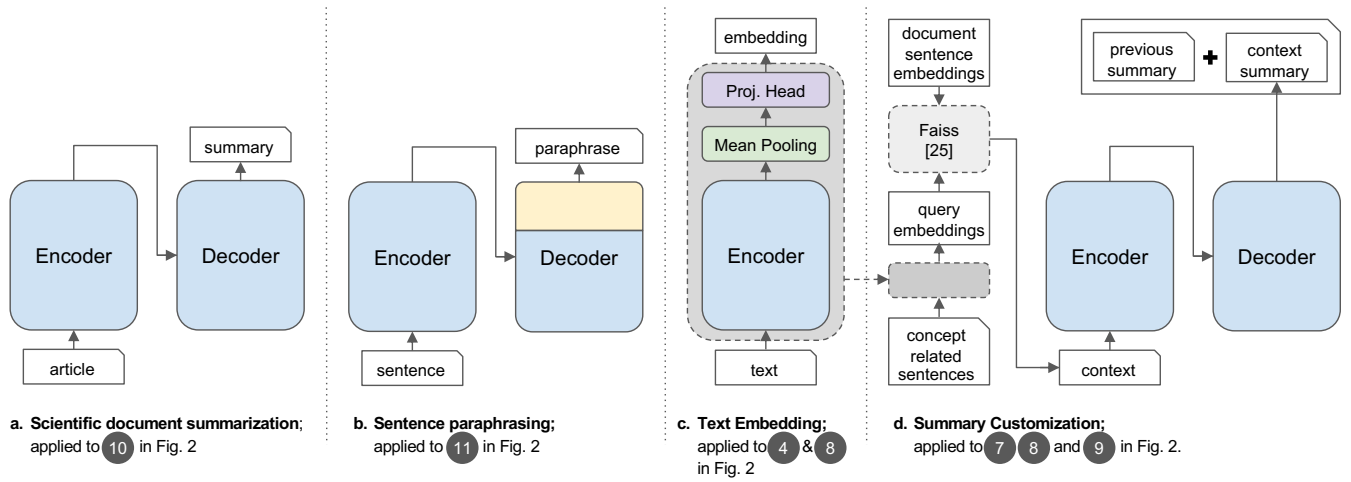 summary
Encoder
Decoder
article
a. Scientific document summarization;
applied to 10 in Fig. 2
paraphrase
Encoder
Decoder
sentence
b. Sentence paraphrasing;
applied to 11 in Fig. 2
embedding
Proj. Head
Mean Pooling
Encoder
text
c. Text Embedding;
applied to 4 & 8
in Fig. 2
document
sentence
embeddings
Faiss
[25]
query
embeddings
concept
related
sentences
previous
summary
+
context
summary
Encoder
Decoder
context
d. Summary Customization;
applied to 7 8 and 9 in Fig. 2.